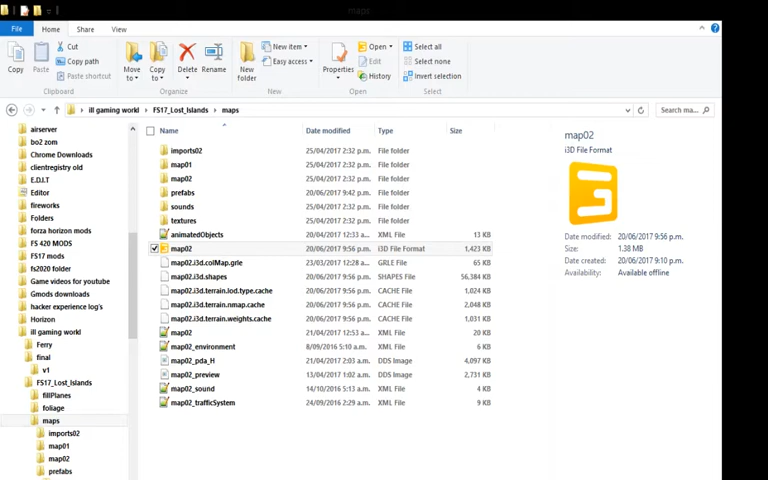 maps
File Home Share View
Copy Paste Cut Copy path Paste shortcut Move to Copy to Delete Rename New folder New item Easy access Properties Open Edit History Select all Select none Invert selection
Clipboard Organize New Open Select
ill gaming workl FS17_Lost_Islands maps Search ma...
Name Date modified Type Size
airserver
bo2 zom
Chrome Downloads
clientregistry old
E.D.I.T
Editor
fireworks
Folders
forza horizon mods
FS 420 MODS
FS17 mods
fs2020 folder
Game videos for youtube
Gmods downloads
hacker experience log's
Horizon
ill gaming workl
Ferry
final
v1
FS17_Lost_Islands
fillPlanes
foliage
maps
imports02
map01
map02
prefabs
imports02 25/04/2017 2:32 p.m. File folder
map01 25/04/2017 2:32 p.m. File folder
map02 25/04/2017 2:32 p.m. File folder
prefabs 20/06/2017 9:42 p.m. File folder
sounds 25/04/2017 2:32 p.m. File folder
textures 25/04/2017 2:32 p.m. File folder
animatedObjects 20/04/2017 12:33 a... XML File 13 KB
map02 20/06/2017 9:56 p.m. i3D File Format 1,423 KB
map02.i3d.colMap.grle 23/03/2017 12:28 a... GRLE File 65 KB
map02.i3d.shapes 20/06/2017 9:56 p.m. SHAPES File 56,384 KB
map02.i3d.terrain.lod.type.cache 20/06/2017 9:56 p.m. CACHE File 1,024 KB
map02.i3d.terrain.nmap.cache 20/06/2017 9:56 p.m. CACHE File 2,048 KB
map02.i3d.terrain.weights.cache 20/06/2017 9:56 p.m. CACHE File 1,031 KB
map02 21/04/2017 12:53 a... XML File 20 KB
map02_environment 8/09/2016 5:10 a.m. XML File 6 KB
map02_pda_H 21/04/2017 2:03 a.m. DDS Image 4,097 KB
map02_preview 13/04/2017 5:35 a.m. DDS Image 2,731 KB
map02_sound 14/10/2016 5:13 a.m. XML File 4 KB
map02_trafficSystem 24/09/2016 2:29 a.m. XML File 9 KB
map02
i3D File Format
Date modified: 20/06/2017 9:56 p.m.
Size: 1.38 MB
Date created: 20/06/2017 9:10 p.m.
Availability: Available offline